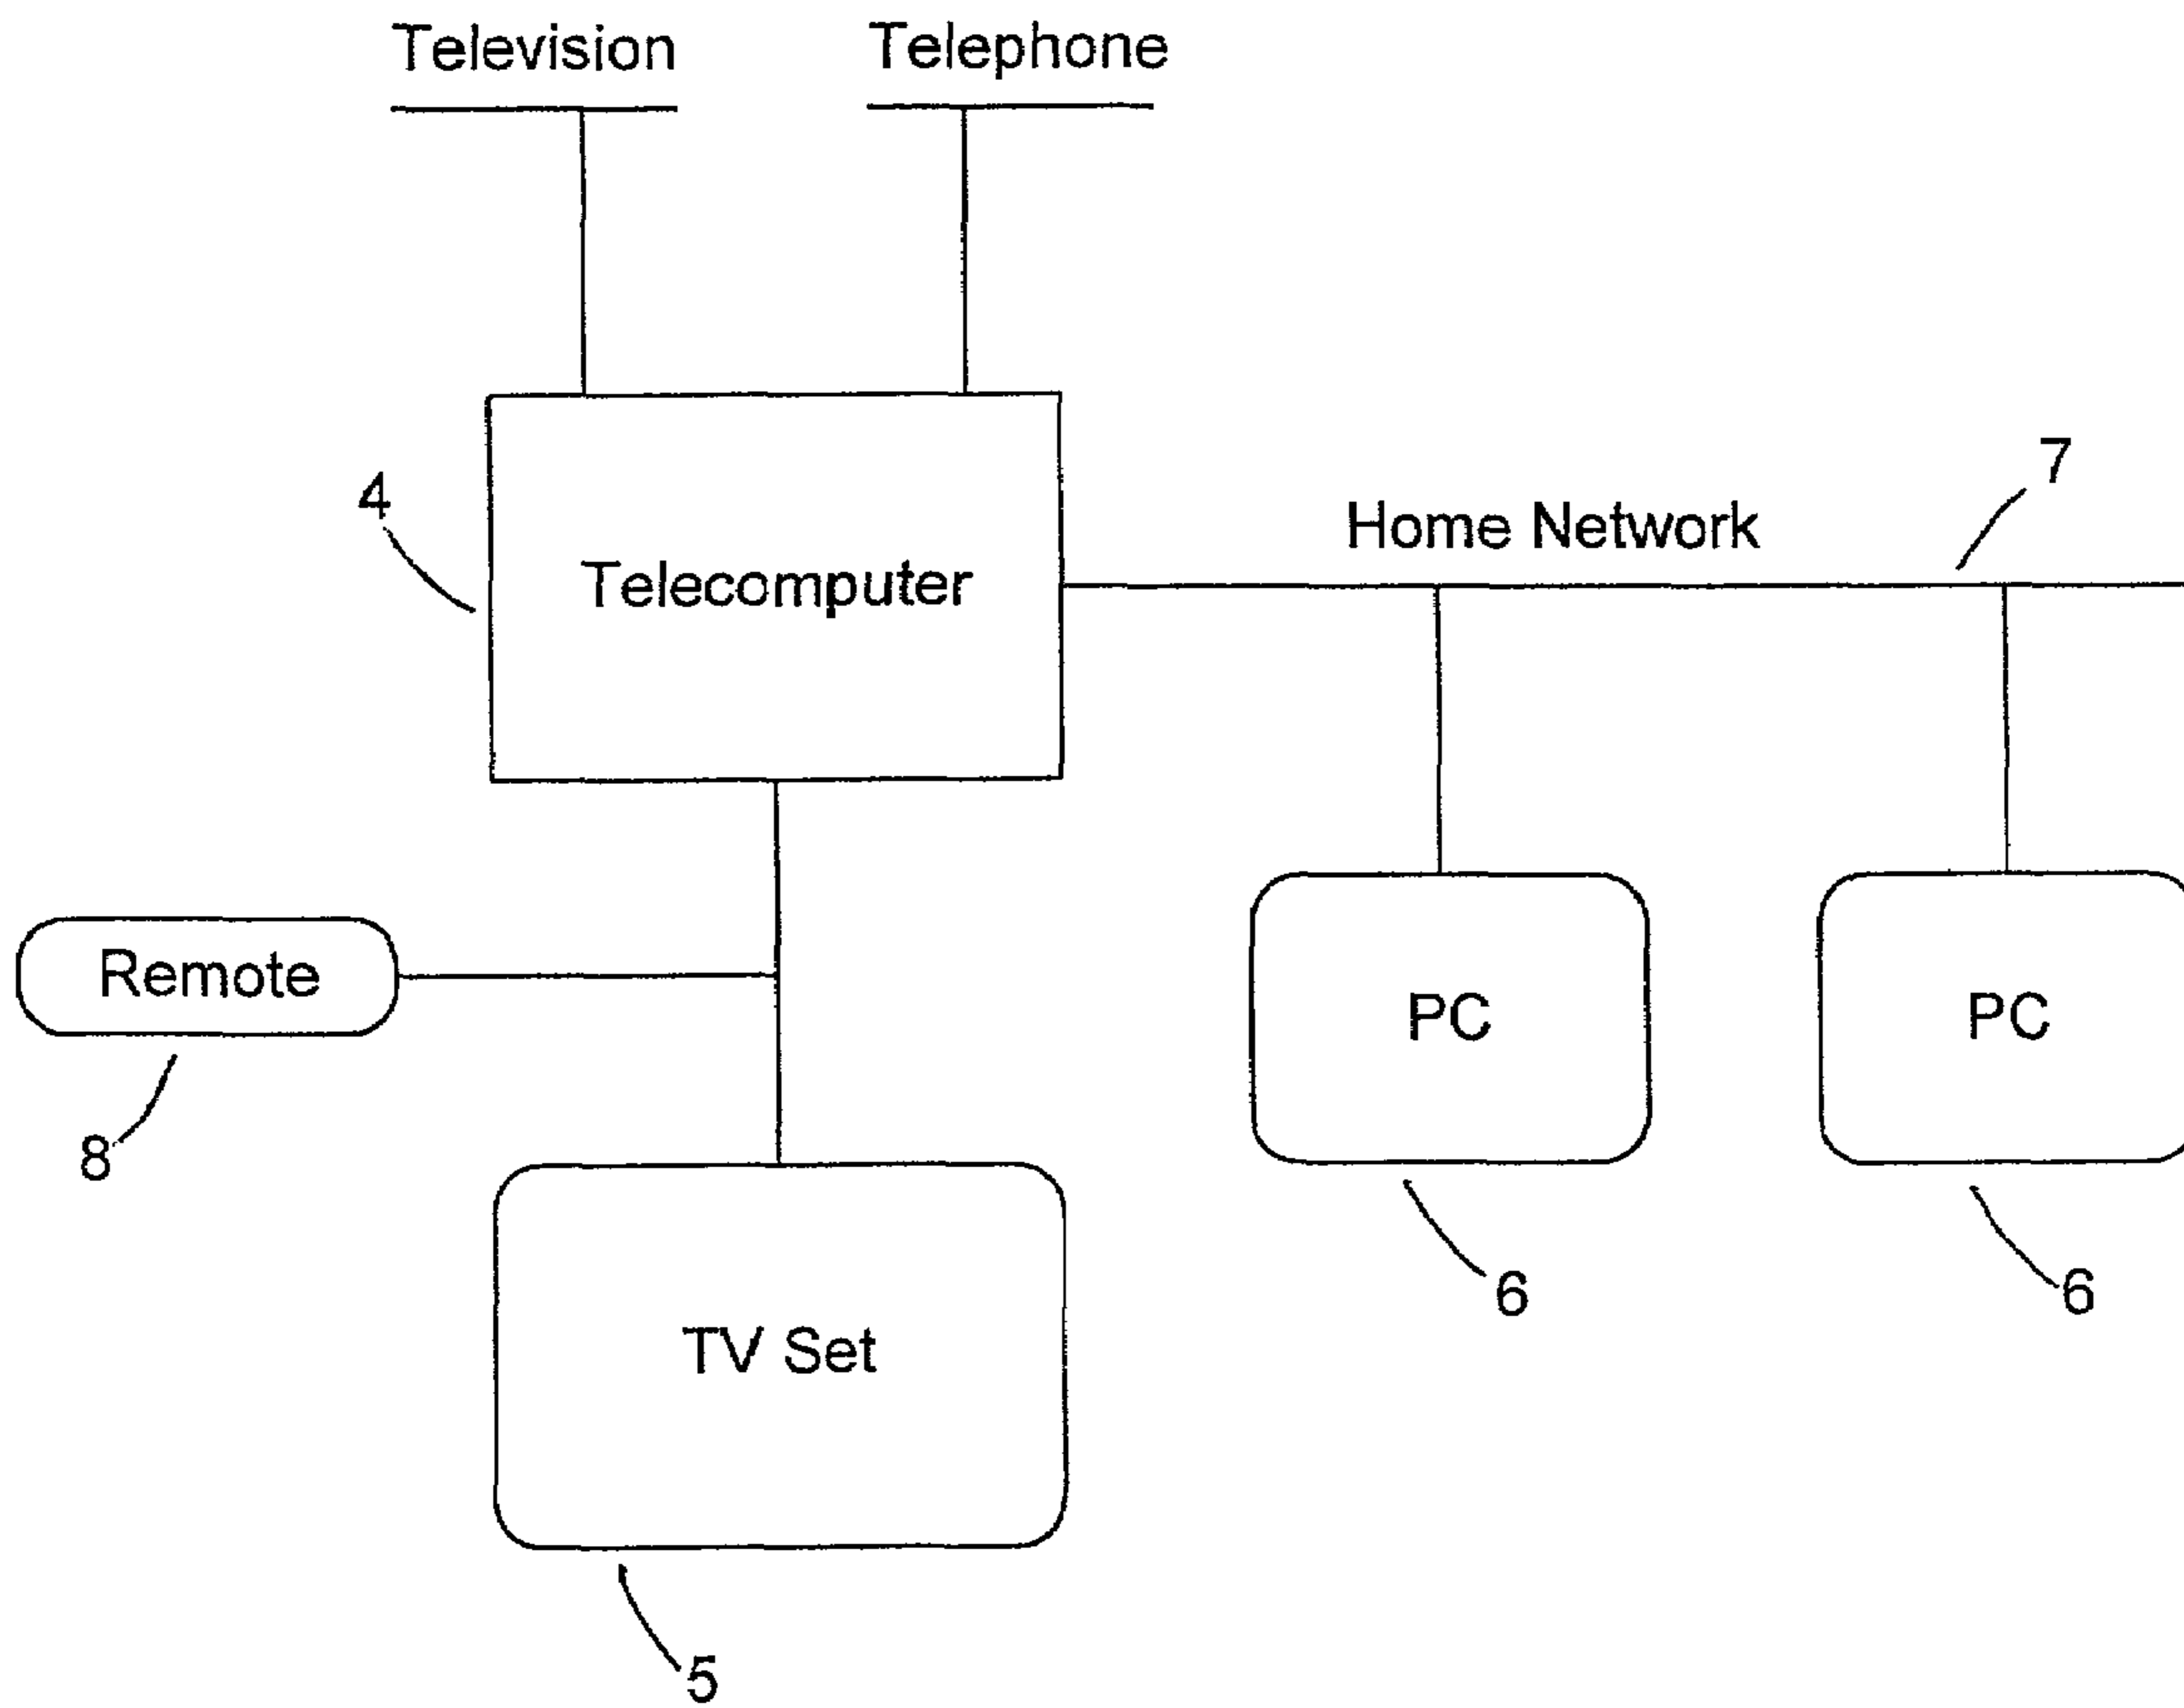 Television
Telephone
4
Telecomputer
Home Network
7
Remote
8
PC
PC
6
6
TV Set
5